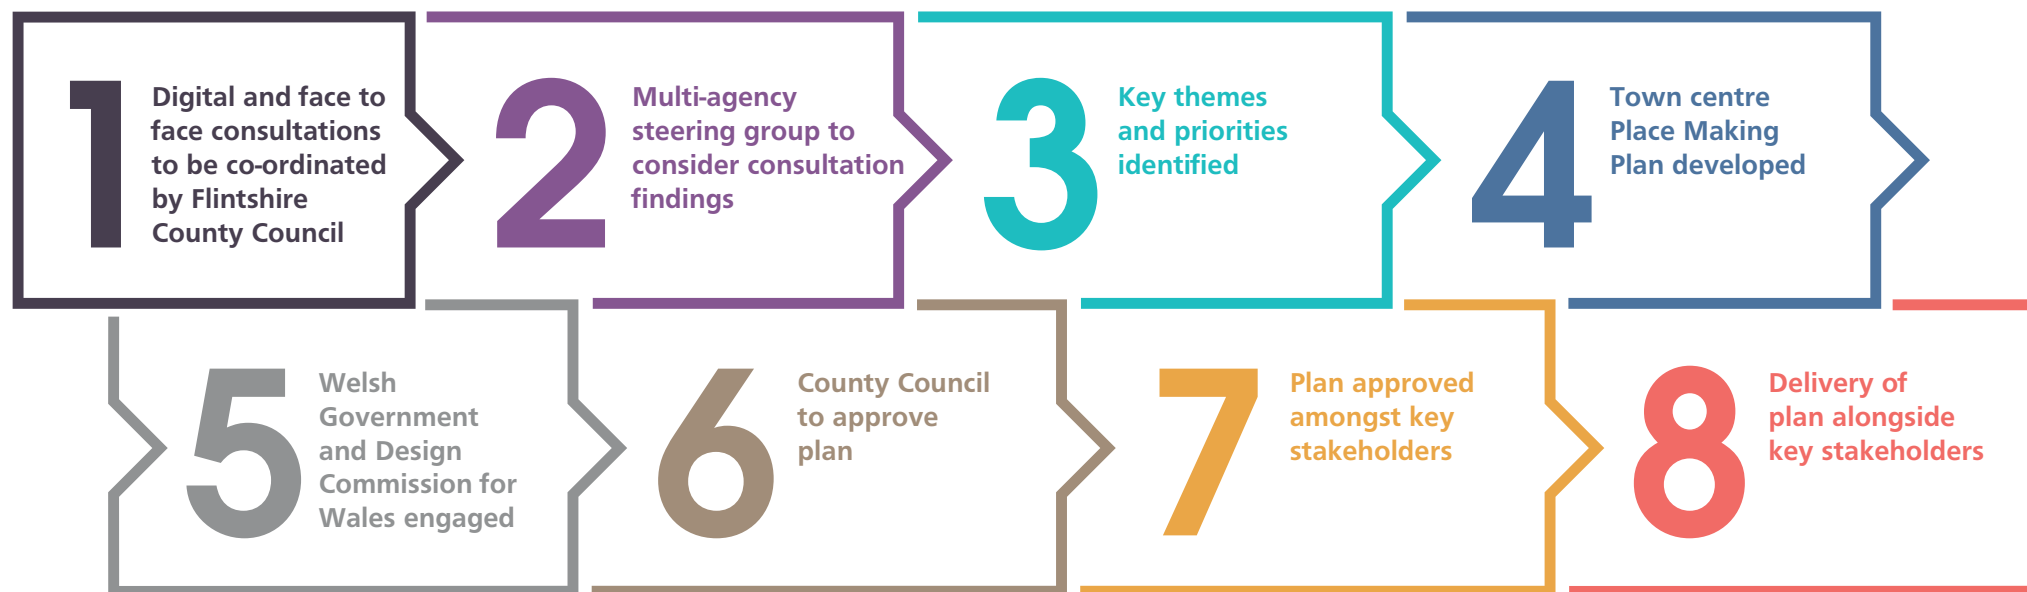 1
Digital and face to
face consultations
to be co-ordinated
by Flintshire
County Council
2
Multi-agency
steering group to
consider consultation
findings
3
Key themes
and priorities
identified
4
Town centre
Place Making
Plan developed
5
Welsh
Government
and Design
Commission for
Wales engaged
6
County Council
to approve
plan
7
Plan approved
amongst key
stakeholders
8
Delivery of
plan alongside
key stakeholders